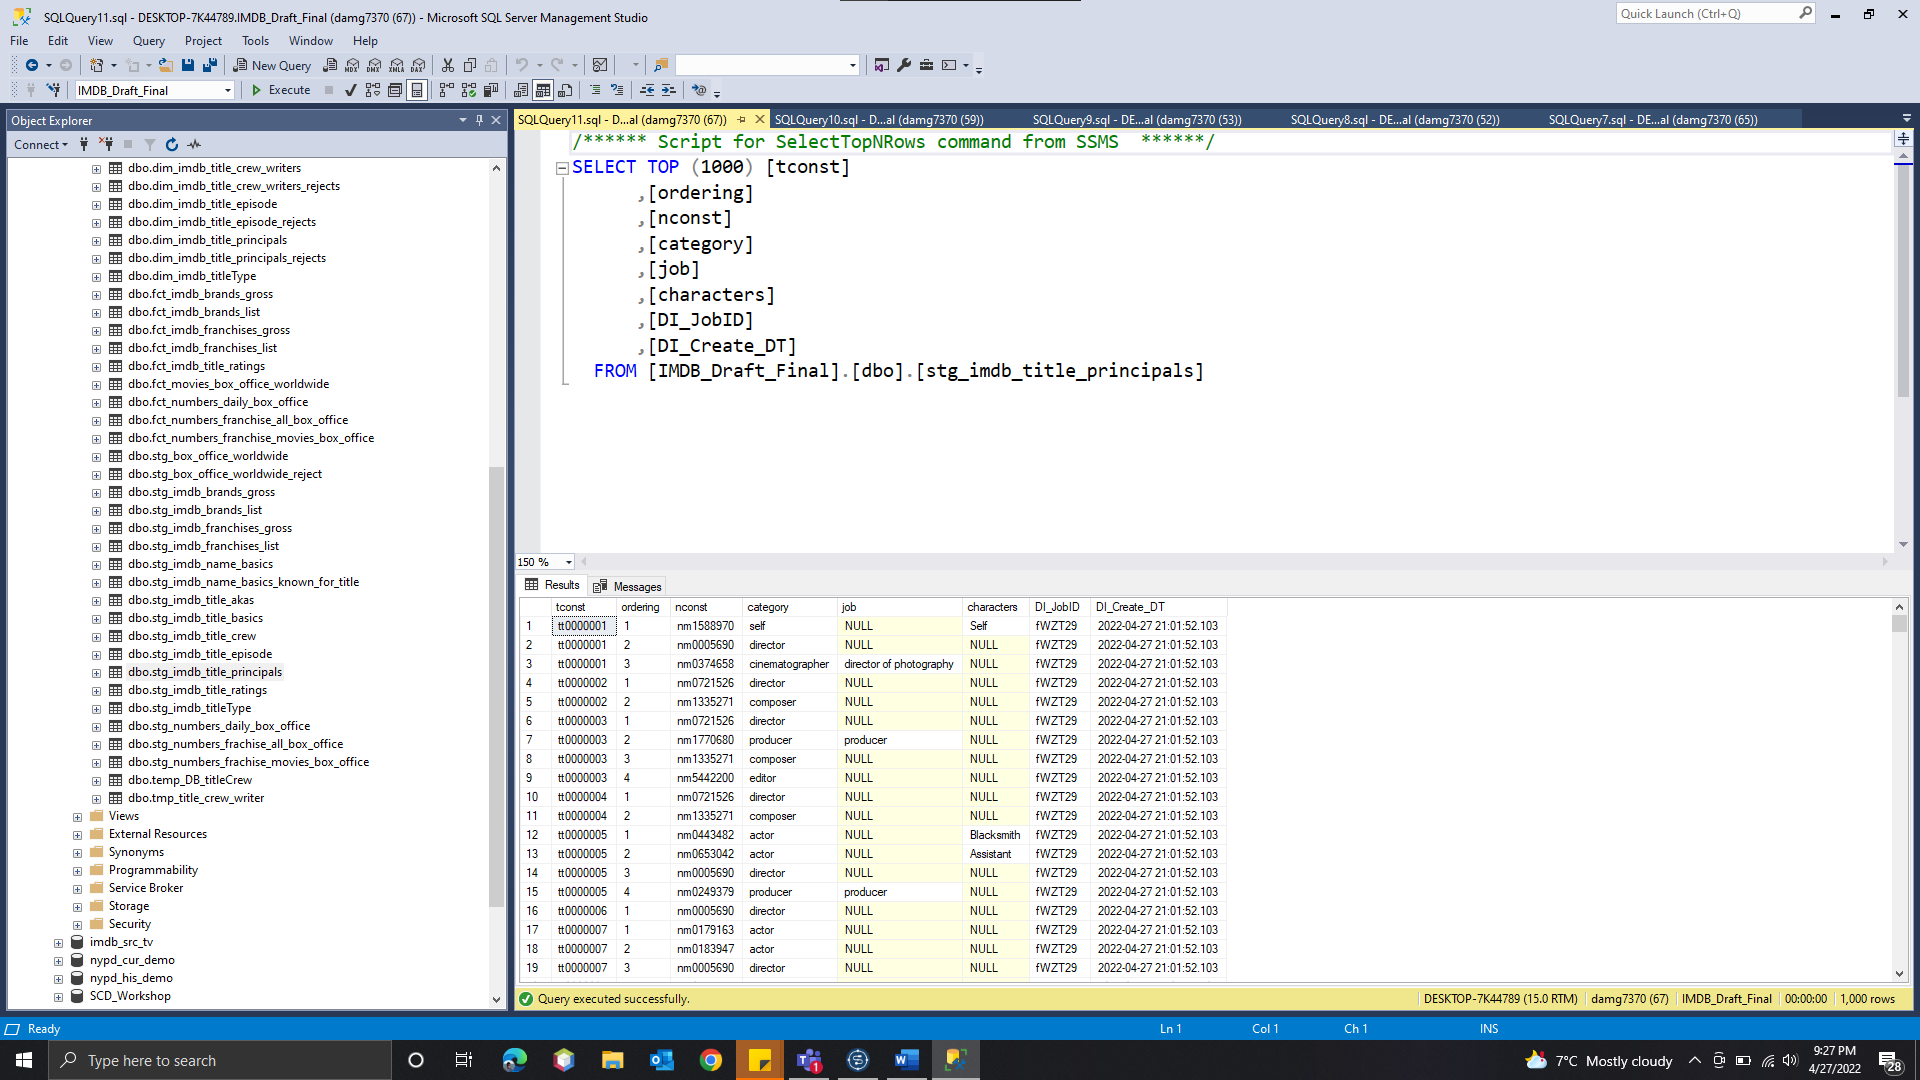 SQLQuery11.sql - DESKTOP-7K44789.IMDB_Draft_Final (damg7370 (67)) - Microsoft SQL Server Management Studio
Quick Launch (Ctrl+Q)
File Edit View Query Project Tools Window Help
New Query
MDX DMX XMLA DAX
IMDB_Draft_Final
Execute
Object Explorer
Connect
dbo.dim_imdb_title_crew_writers
dbo.dim_imdb_title_crew_writers_rejects
dbo.dim_imdb_title_episode
dbo.dim_imdb_title_episode_rejects
dbo.dim_imdb_title_principals
dbo.dim_imdb_title_principals_rejects
dbo.dim_imdb_titleType
dbo.fct_imdb_brands_gross
dbo.fct_imdb_brands_list
dbo.fct_imdb_franchises_gross
dbo.fct_imdb_franchises_list
dbo.fct_imdb_title_ratings
dbo.fct_movies_box_office_worldwide
dbo.fct_numbers_daily_box_office
dbo.fct_numbers_franchise_all_box_office
dbo.fct_numbers_franchise_movies_box_office
dbo.stg_box_office_worldwide
dbo.stg_box_office_worldwide_reject
dbo.stg_imdb_brands_gross
dbo.stg_imdb_brands_list
dbo.stg_imdb_franchises_gross
dbo.stg_imdb_franchises_list
dbo.stg_imdb_name_basics
dbo.stg_imdb_name_basics_known_for_title
dbo.stg_imdb_title_akas
dbo.stg_imdb_title_basics
dbo.stg_imdb_title_crew
dbo.stg_imdb_title_episode
dbo.stg_imdb_title_principals
dbo.stg_imdb_title_ratings
dbo.stg_imdb_titleType
dbo.stg_numbers_daily_box_office
dbo.stg_numbers_frachise_all_box_office
dbo.stg_numbers_frachise_movies_box_office
dbo.temp_DB_titleCrew
dbo.tmp_title_crew_writer
Views
External Resources
Synonyms
Programmability
Service Broker
Storage
Security
imdb_src_tv
nypd_cur_demo
nypd_his_demo
SCD_Workshop
SQLQuery11.sql - D...al (damg7370 (67)) SQLQuery10.sql - D...al (damg7370 (59)) SQLQuery9.sql - DE...al (damg7370 (53)) SQLQuery8.sql - DE...al (damg7370 (52)) SQLQuery7.sql - DE...al (damg7370 (65))
/****** Script for SelectTopNRows command from SSMS ******/
SELECT TOP (1000) [tconst]
,[ordering]
,[nconst]
,[category]
,[job]
,[characters]
,[DI_JobID]
,[DI_Create_DT]
FROM [IMDB_Draft_Final].[dbo].[stg_imdb_title_principals]
150 %
Results Messages
tconst ordering nconst category job characters DI_JobID DI_Create_DT
1 tt0000001 1 nm1588970 self NULL Self fWZT29 2022-04-27 21:01:52.103
2 tt0000001 2 nm0005690 director NULL NULL fWZT29 2022-04-27 21:01:52.103
3 tt0000001 3 nm0374658 cinematographer director of photography NULL fWZT29 2022-04-27 21:01:52.103
4 tt0000002 1 nm0721526 director NULL NULL fWZT29 2022-04-27 21:01:52.103
5 tt0000002 2 nm1335271 composer NULL NULL fWZT29 2022-04-27 21:01:52.103
6 tt0000003 1 nm0721526 director NULL NULL fWZT29 2022-04-27 21:01:52.103
7 tt0000003 2 nm1770680 producer producer NULL fWZT29 2022-04-27 21:01:52.103
8 tt0000003 3 nm1335271 composer NULL NULL fWZT29 2022-04-27 21:01:52.103
9 tt0000003 4 nm5442200 editor NULL NULL fWZT29 2022-04-27 21:01:52.103
10 tt0000004 1 nm0721526 director NULL NULL fWZT29 2022-04-27 21:01:52.103
11 tt0000004 2 nm1335271 composer NULL NULL fWZT29 2022-04-27 21:01:52.103
12 tt0000005 1 nm0443482 actor NULL Blacksmith fWZT29 2022-04-27 21:01:52.103
13 tt0000005 2 nm0653042 actor NULL Assistant fWZT29 2022-04-27 21:01:52.103
14 tt0000005 3 nm0005690 director NULL NULL fWZT29 2022-04-27 21:01:52.103
15 tt0000005 4 nm0249379 producer producer NULL fWZT29 2022-04-27 21:01:52.103
16 tt0000006 1 nm0005690 director NULL NULL fWZT29 2022-04-27 21:01:52.103
17 tt0000007 1 nm0179163 actor NULL NULL fWZT29 2022-04-27 21:01:52.103
18 tt0000007 2 nm0183947 actor NULL NULL fWZT29 2022-04-27 21:01:52.103
19 tt0000007 3 nm0005690 director NULL NULL fWZT29 2022-04-27 21:01:52.103
Query executed successfully. DESKTOP-7K44789 (15.0 RTM) damg7370 (67) IMDB_Draft_Final 00:00:00 1,000 rows
Ready Ln 1 Col 1 Ch 1 INS
Type here to search
7°C Mostly cloudy
9:27 PM
4/27/2022
28